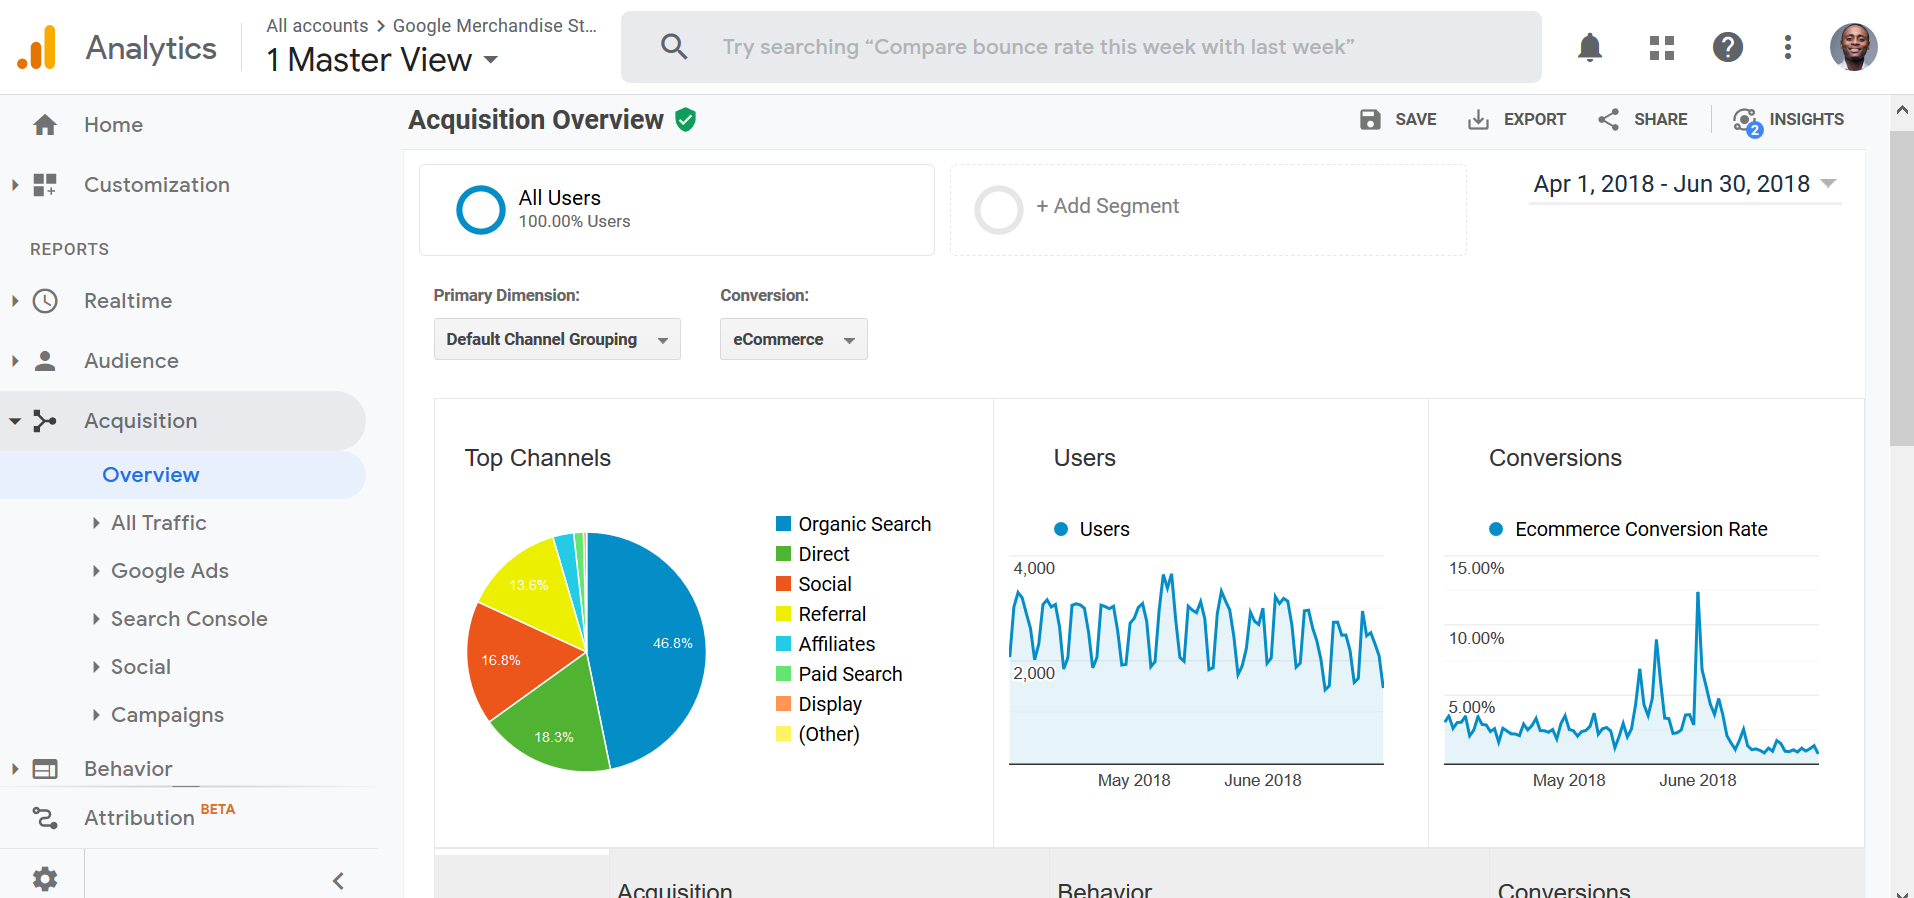 Analytics
All accounts > Google Merchandise St...
1 Master View
Try searching “Compare bounce rate this week with last week”
Home
Customization
REPORTS
Realtime
Audience
Acquisition
Overview
All Traffic
Google Ads
Search Console
Social
Campaigns
Behavior
Attribution BETA
Acquisition Overview
SAVE
EXPORT
SHARE
2
INSIGHTS
All Users
100.00% Users
+ Add Segment
Apr 1, 2018 - Jun 30, 2018
Primary Dimension:
Conversion:
Default Channel Grouping
eCommerce
Top Channels
46.8%
18.3%
16.8%
13.6%
Organic Search
Direct
Social
Referral
Affiliates
Paid Search
Display
(Other)
Users
Users
4,000
2,000
May 2018
June 2018
Conversions
Ecommerce Conversion Rate
15.00%
10.00%
5.00%
May 2018
June 2018
Acquisition
Behavior
Conversions